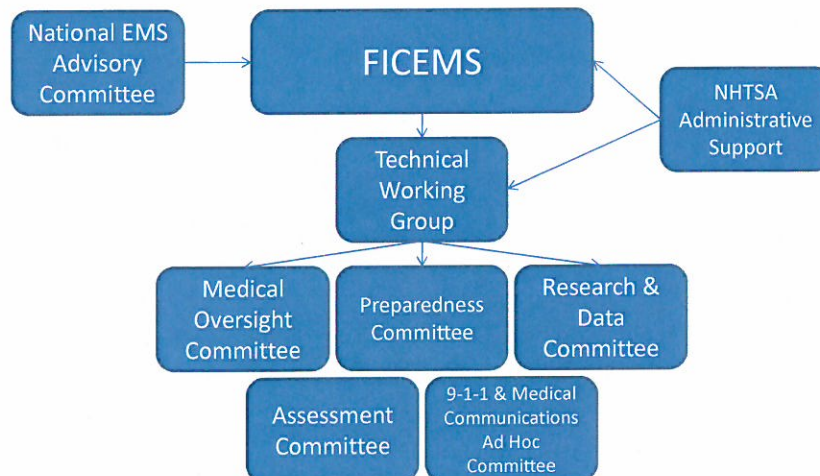 National EMS
Advisory
Committee
FICEMS
NHTSA
Administrative
Support
Technical
Working
Group
Medical
Oversight
Committee
Preparedness
Committee
Research &
Data
Committee
Assessment
Committee
9-1-1 & Medical
Communications
Ad Hoc
Committee